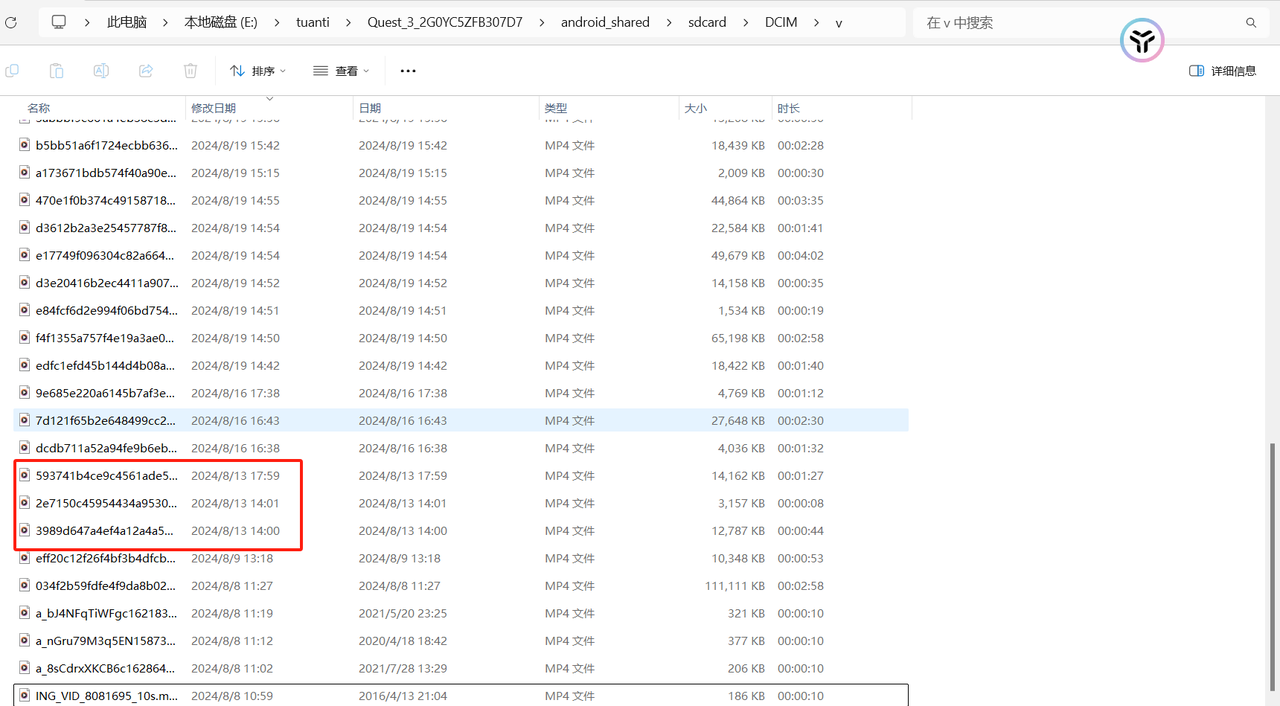 此电脑 > 本地磁盘 (E:) > tuanti > Quest_3_2G0YC5ZFB307D7 > android_shared > sdcard > DCIM > v
在 v 中搜索
排序 查看 ... 详细信息
名称 修改日期 日期 类型 大小 时长
b5bb51a6f1724ecbb636... 2024/8/19 15:42 2024/8/19 15:42 MP4 文件 18,439 KB 00:02:28
a173671bdb574f40a90e... 2024/8/19 15:15 2024/8/19 15:15 MP4 文件 2,009 KB 00:00:30
470e1f0b374c49158718... 2024/8/19 14:55 2024/8/19 14:55 MP4 文件 44,864 KB 00:03:35
d3612b2a3e25457787f8... 2024/8/19 14:54 2024/8/19 14:54 MP4 文件 22,584 KB 00:01:41
e17749f096304c82a664... 2024/8/19 14:54 2024/8/19 14:54 MP4 文件 49,679 KB 00:04:02
d3e20416b2ec4411a907... 2024/8/19 14:52 2024/8/19 14:52 MP4 文件 14,158 KB 00:00:35
e84fcf6d2e994f06bd754... 2024/8/19 14:51 2024/8/19 14:51 MP4 文件 1,534 KB 00:00:19
f4f1355a757f4e19a3ae0... 2024/8/19 14:50 2024/8/19 14:50 MP4 文件 65,198 KB 00:02:58
edfc1efd45b144d4b08a... 2024/8/19 14:42 2024/8/19 14:42 MP4 文件 18,422 KB 00:01:40
9e685e220a6145b7af3e... 2024/8/16 17:38 2024/8/16 17:38 MP4 文件 4,769 KB 00:01:12
7d121f65b2e648499cc2... 2024/8/16 16:43 2024/8/16 16:43 MP4 文件 27,648 KB 00:02:30
dcdb711a52a94fe9b6eb... 2024/8/16 16:38 2024/8/16 16:38 MP4 文件 4,036 KB 00:01:32
593741b4ce9c4561ade5... 2024/8/13 17:59 2024/8/13 17:59 MP4 文件 14,162 KB 00:01:27
2e7150c45954434a9530... 2024/8/13 14:01 2024/8/13 14:01 MP4 文件 3,157 KB 00:00:08
3989d647a4ef4a12a4a5... 2024/8/13 14:00 2024/8/13 14:00 MP4 文件 12,787 KB 00:00:44
eff20c12f26f4bf3b4dfcb... 2024/8/9 13:18 2024/8/9 13:18 MP4 文件 10,348 KB 00:00:53
034f2b59fdfe4f9da8b02... 2024/8/8 11:27 2024/8/8 11:27 MP4 文件 111,111 KB 00:02:58
a_bJ4NFqTiWFgc162183... 2024/8/8 11:19 2021/5/20 23:25 MP4 文件 321 KB 00:00:10
a_nGru79M3q5EN15873... 2024/8/8 11:12 2020/4/18 18:42 MP4 文件 377 KB 00:00:10
a_8sCdrxXKCB6c162864... 2024/8/8 11:02 2021/7/28 13:29 MP4 文件 206 KB 00:00:10
ING_VID_8081695_10s.m... 2024/8/8 10:59 2016/4/13 21:04 MP4 文件 186 KB 00:00:10